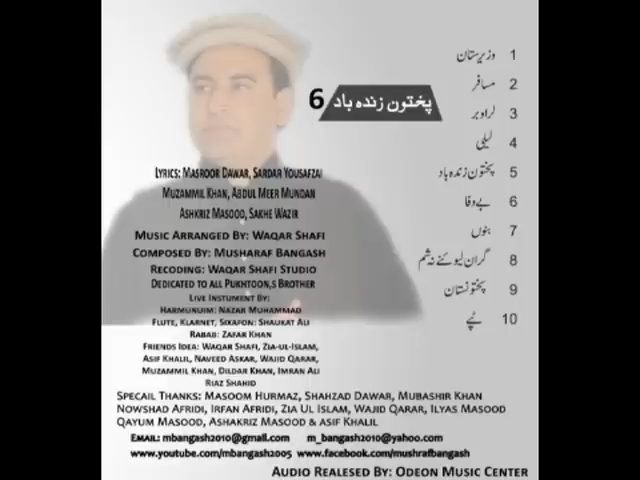 6 پختون زنده باد
1 وزیرستان
2 مسافر
3 لراوبر
4 لیلی
5 پختون زنده باد
6 بے وفا
7 بنوں
8 گران لیونئے نہ شم
9 پختونستان
10 ٹپے
LYRICS: MASROOR DAWAR, SARDAR YOUSAFZAI
MUZAMMIL KHAN, ABDUL MEER MUNDAN
ASHKRIZ MASOOD, SAKHE WAZIR
MUSIC ARRANGED BY: WAQAR SHAFI
COMPOSED BY: MUSHARAF BANGASH
RECODING: WAQAR SHAFI STUDIO
DEDICATED TO ALL PUKHTOON,S BROTHER
LIVE INSTUMENT BY:
HARMUNUIM: NAZAR MUHAMMAD
FLUTE, KLARNET, SIKAFON: SHAUKAT ALI
RABAB: ZAFAR KHAN
FRIENDS IDEA: WAQAR SHAFI, ZIA-UL-ISLAM,
ASIF KHALIL, NAVEED ASKAR, WAJID QARAR,
MUZAMMIL KHAN, DILDAR KHAN, IMRAN ALI
RIAZ SHAHID
SPECAIL THANKS: MASOOM HURMAZ, SHAHZAD DAWAR, MUBASHIR KHAN
NOWSHAD AFRIDI, IRFAN AFRIDI, ZIA UL ISLAM, WAJID QARAR, ILYAS MASOOD
QAYUM MASOOD, ASHAKRIZ MASOOD & ASIF KHALIL
EMAIL: mbangash2010@gmail.com m_bangash2010@yahoo.com
www.youtube.com/mbangash2005 www.facebook.com/mushrafbangash
AUDIO REALESED BY: ODEON MUSIC CENTER